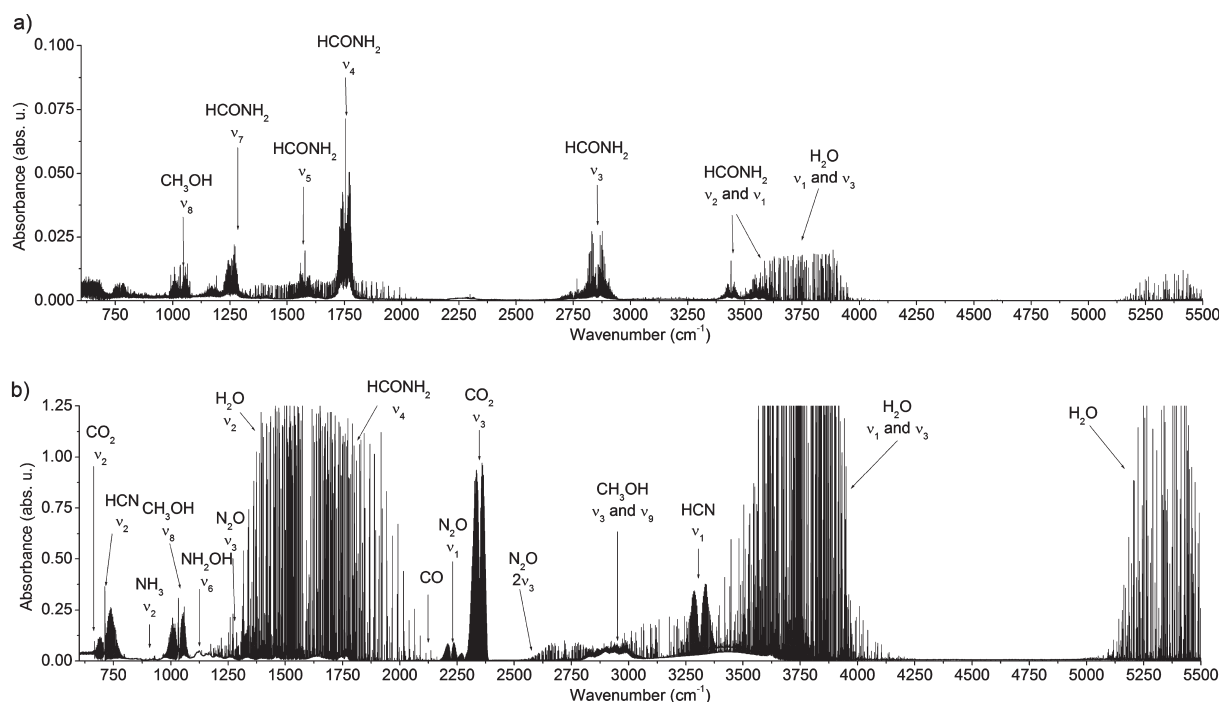 a)
0.100
0.075
0.050
0.025
0.000
Absorbance (abs. u.)
CH₃OH
ν₈
HCONH₂
ν₇
HCONH₂
ν₅
HCONH₂
ν₄
HCONH₂
ν₃
HCONH₂
ν₂ and ν₁
H₂O
ν₁ and ν₃
750 1000 1250 1500 1750 2000 2250 2500 2750 3000 3250 3500 3750 4000 4250 4500 4750 5000 5250 5500
Wavenumber (cm⁻¹)
b)
1.25
1.00
0.75
0.50
0.25
0.00
Absorbance (abs. u.)
CO₂
ν₂
HCN
ν₂
CH₃OH
ν₈
NH₃
ν₂
NH₂OH
ν₆
N₂O
ν₃
H₂O
ν₂
HCONH₂
ν₄
CO
N₂O
ν₁
CO₂
ν₃
N₂O
2ν₃
CH₃OH
ν₃ and ν₉
HCN
ν₁
H₂O
ν₁ and ν₃
H₂O
750 1000 1250 1500 1750 2000 2250 2500 2750 3000 3250 3500 3750 4000 4250 4500 4750 5000 5250 5500
Wavenumber (cm⁻¹)